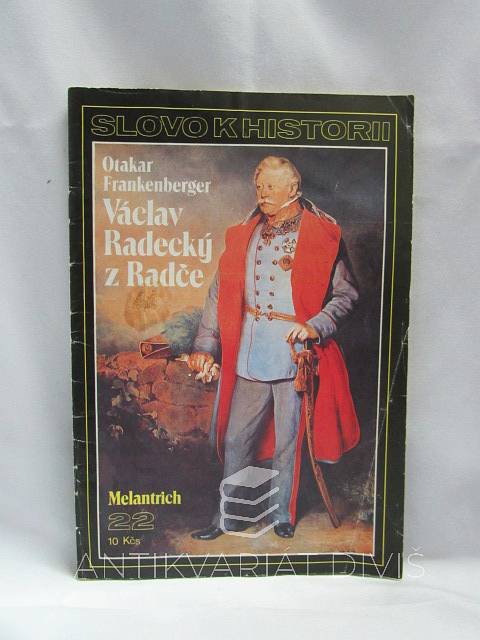 SLOVO K HISTORII
Otakar
Frankenberger
Václav
Radecký
z Radče
Melantrich
22
10 Kčs
ANTIKVARIÁT DIVIŠ